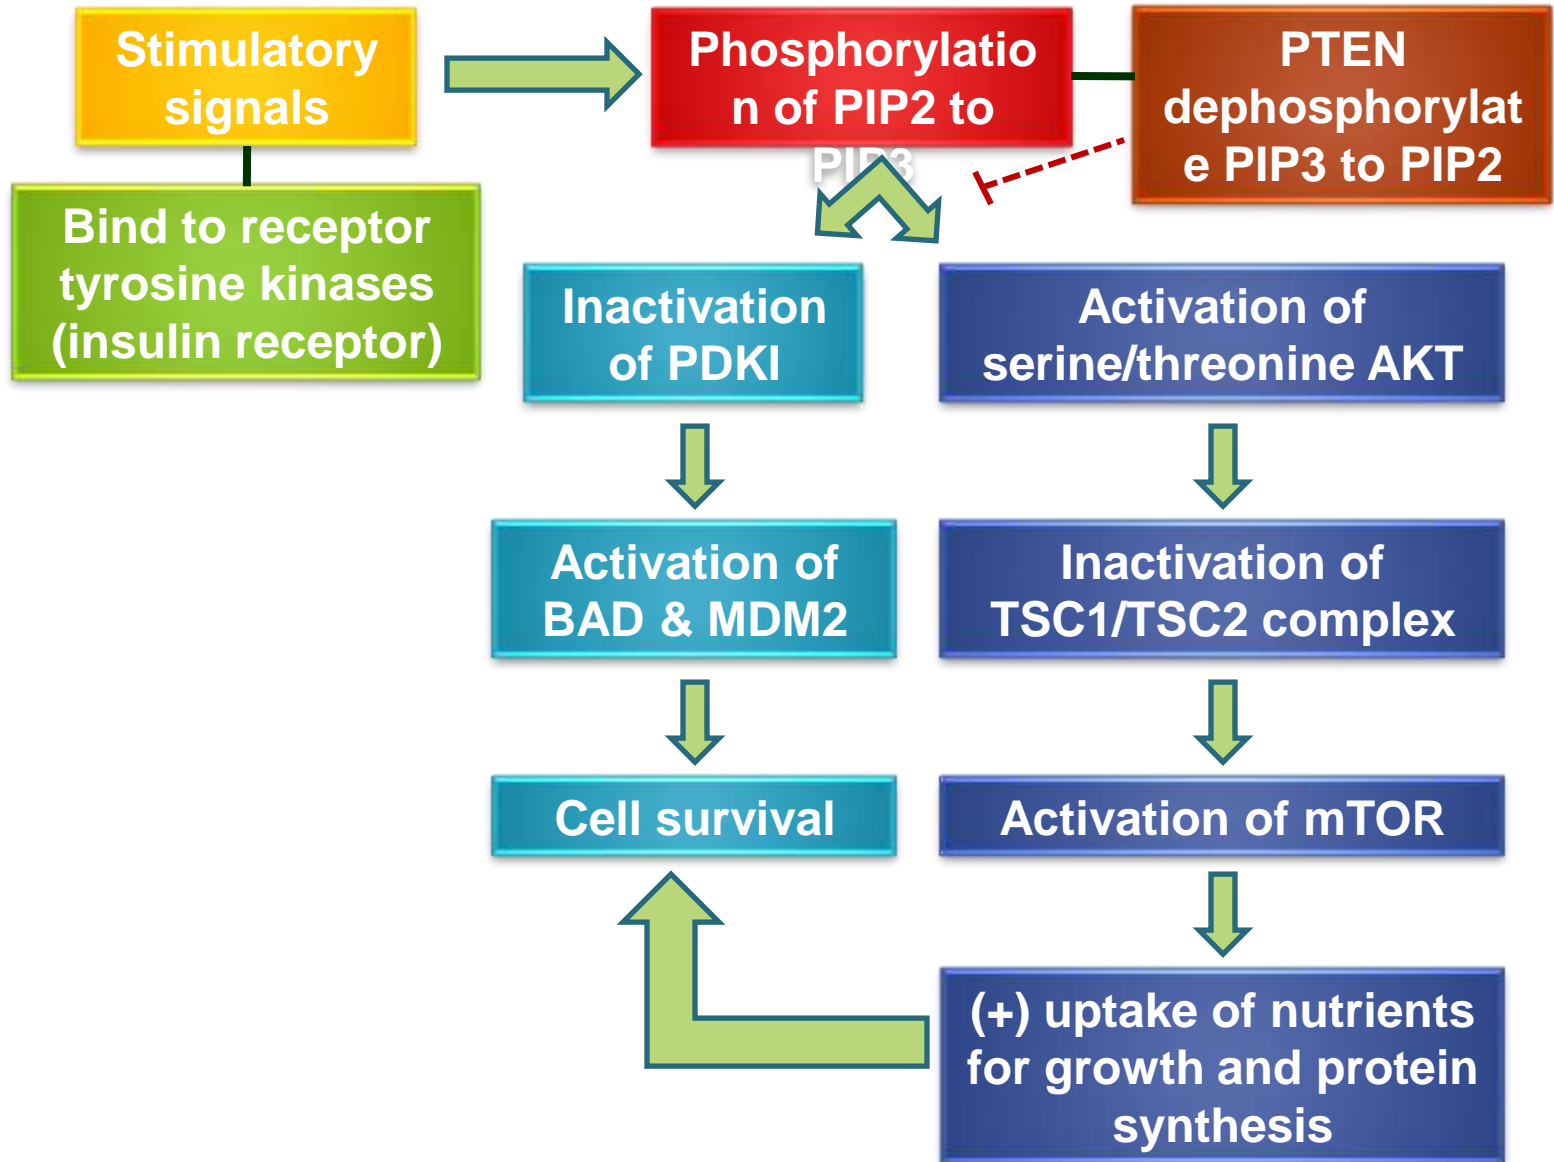 Stimulatory
signals
Phosphorylatio
n of PIP2 to
PIP3
PTEN
dephosphorylat
e PIP3 to PIP2
Bind to receptor
tyrosine kinases
(insulin receptor)
Inactivation
of PDKI
Activation of
serine/threonine AKT
Activation of
BAD & MDM2
Inactivation of
TSC1/TSC2 complex
Cell survival
Activation of mTOR
(+) uptake of nutrients
for growth and protein
synthesis